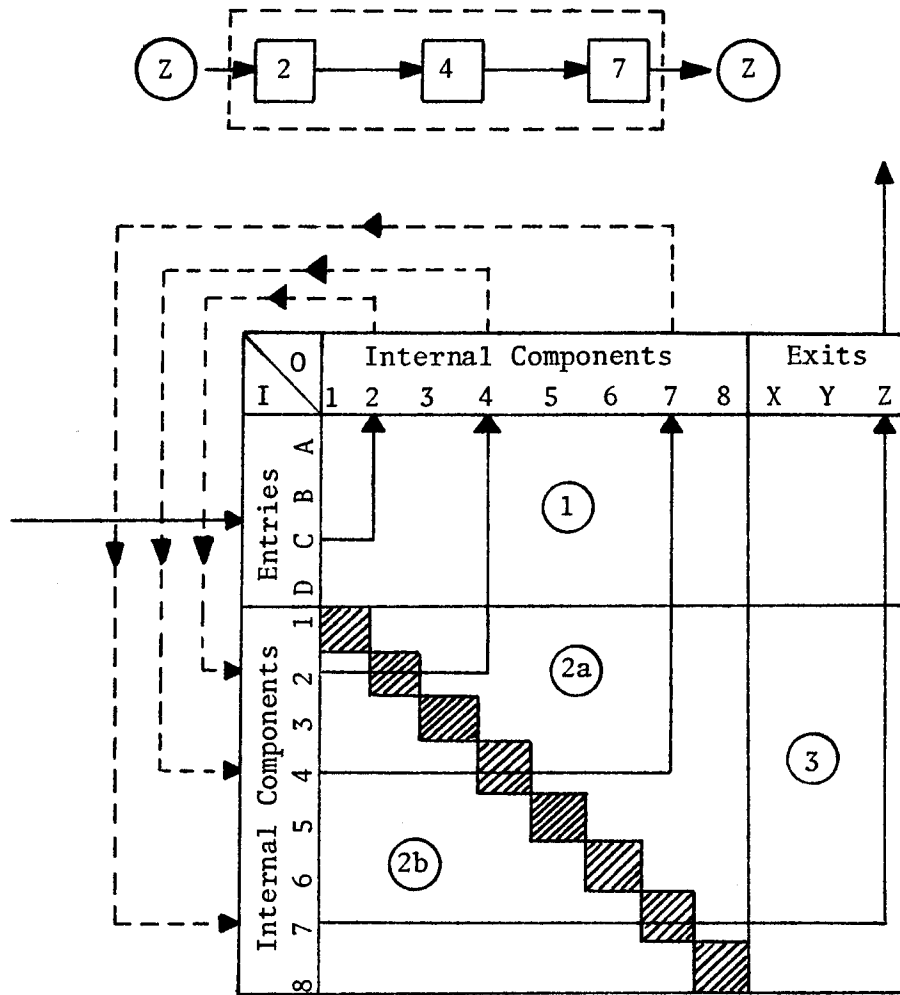 Z 2 4 7 Z
O Internal Components Exits
I 1 2 3 4 5 6 7 8 X Y Z
Entries
A
B
C
D
1
Internal Components
1
2
3
4
5
6
7
8
2a
3
2b